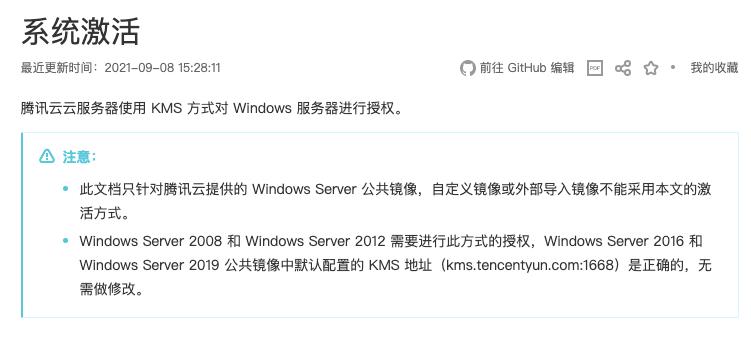 系统激活
最近更新时间：2021-09-08 15:28:11
前往 GitHub 编辑
PDF
我的收藏
腾讯云云服务器使用 KMS 方式对 Windows 服务器进行授权。
注意：
此文档只针对腾讯云提供的 Windows Server 公共镜像，自定义镜像或外部导入镜像不能采用本文的激
活方式。
Windows Server 2008 和 Windows Server 2012 需要进行此方式的授权，Windows Server 2016 和
Windows Server 2019 公共镜像中默认配置的 KMS 地址（kms.tencentyun.com:1668）是正确的，无
需做修改。